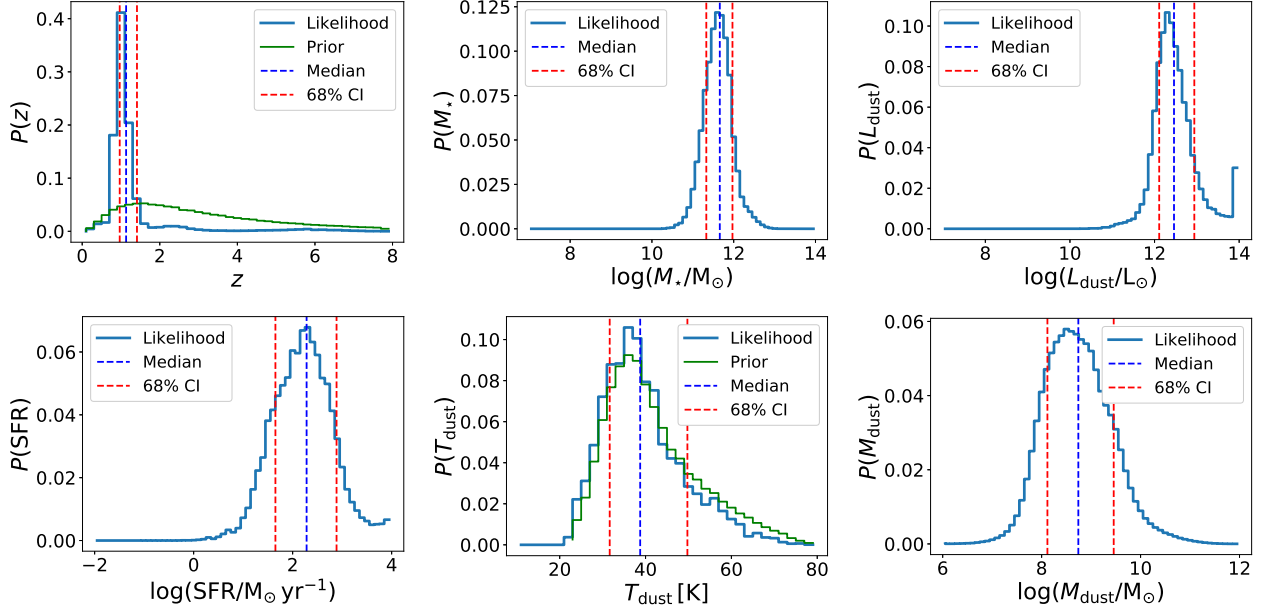 0.4
0.3
0.2
0.1
0.0
P(z)
0 2 4 6 8
z
Likelihood
Prior
Median
68% CI
0.125
0.100
0.075
0.050
0.025
0.000
P(M⋆)
8 10 12 14
log(M⋆/M⊙)
Likelihood
Median
68% CI
0.10
0.08
0.06
0.04
0.02
0.00
P(Ldust)
8 10 12 14
log(Ldust/L⊙)
Likelihood
Median
68% CI
0.06
0.04
0.02
0.00
P(SFR)
−2 0 2 4
log(SFR/M⊙ yr⁻¹)
Likelihood
Median
68% CI
0.10
0.08
0.06
0.04
0.02
0.00
P(Tdust)
20 40 60 80
Tdust [K]
Likelihood
Prior
Median
68% CI
0.06
0.04
0.02
0.00
P(Mdust)
6 8 10 12
log(Mdust/M⊙)
Likelihood
Median
68% CI